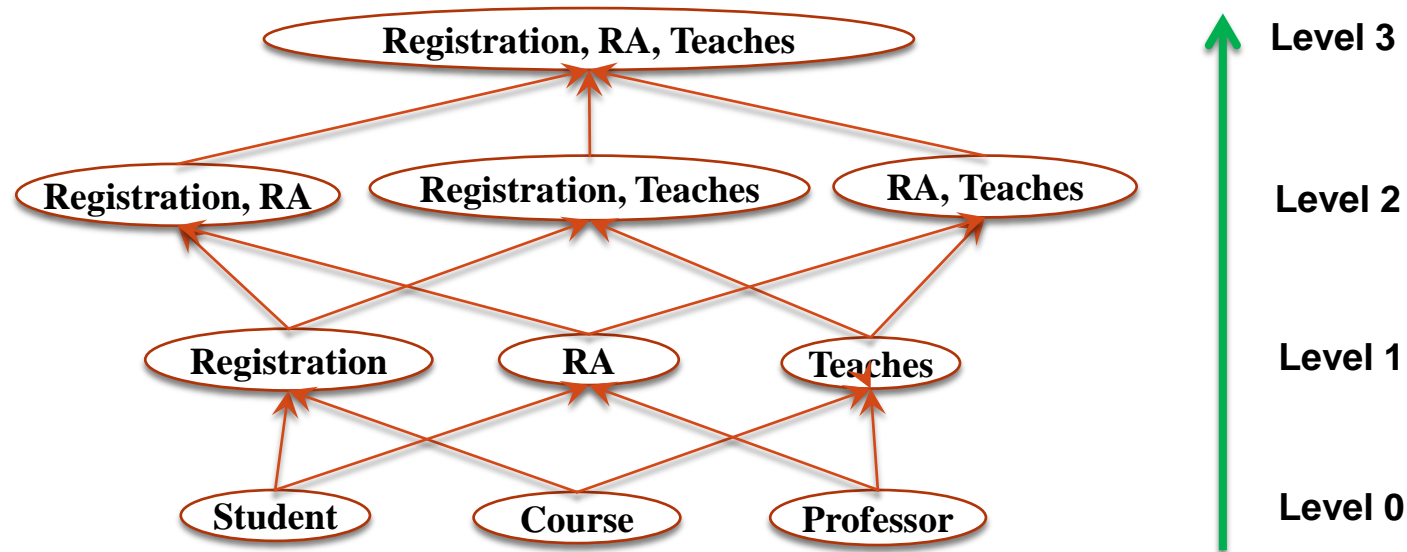 Registration, RA, Teaches
Level 3
Registration, RA
Registration, Teaches
RA, Teaches
Level 2
Registration
RA
Teaches
Level 1
Student
Course
Professor
Level 0